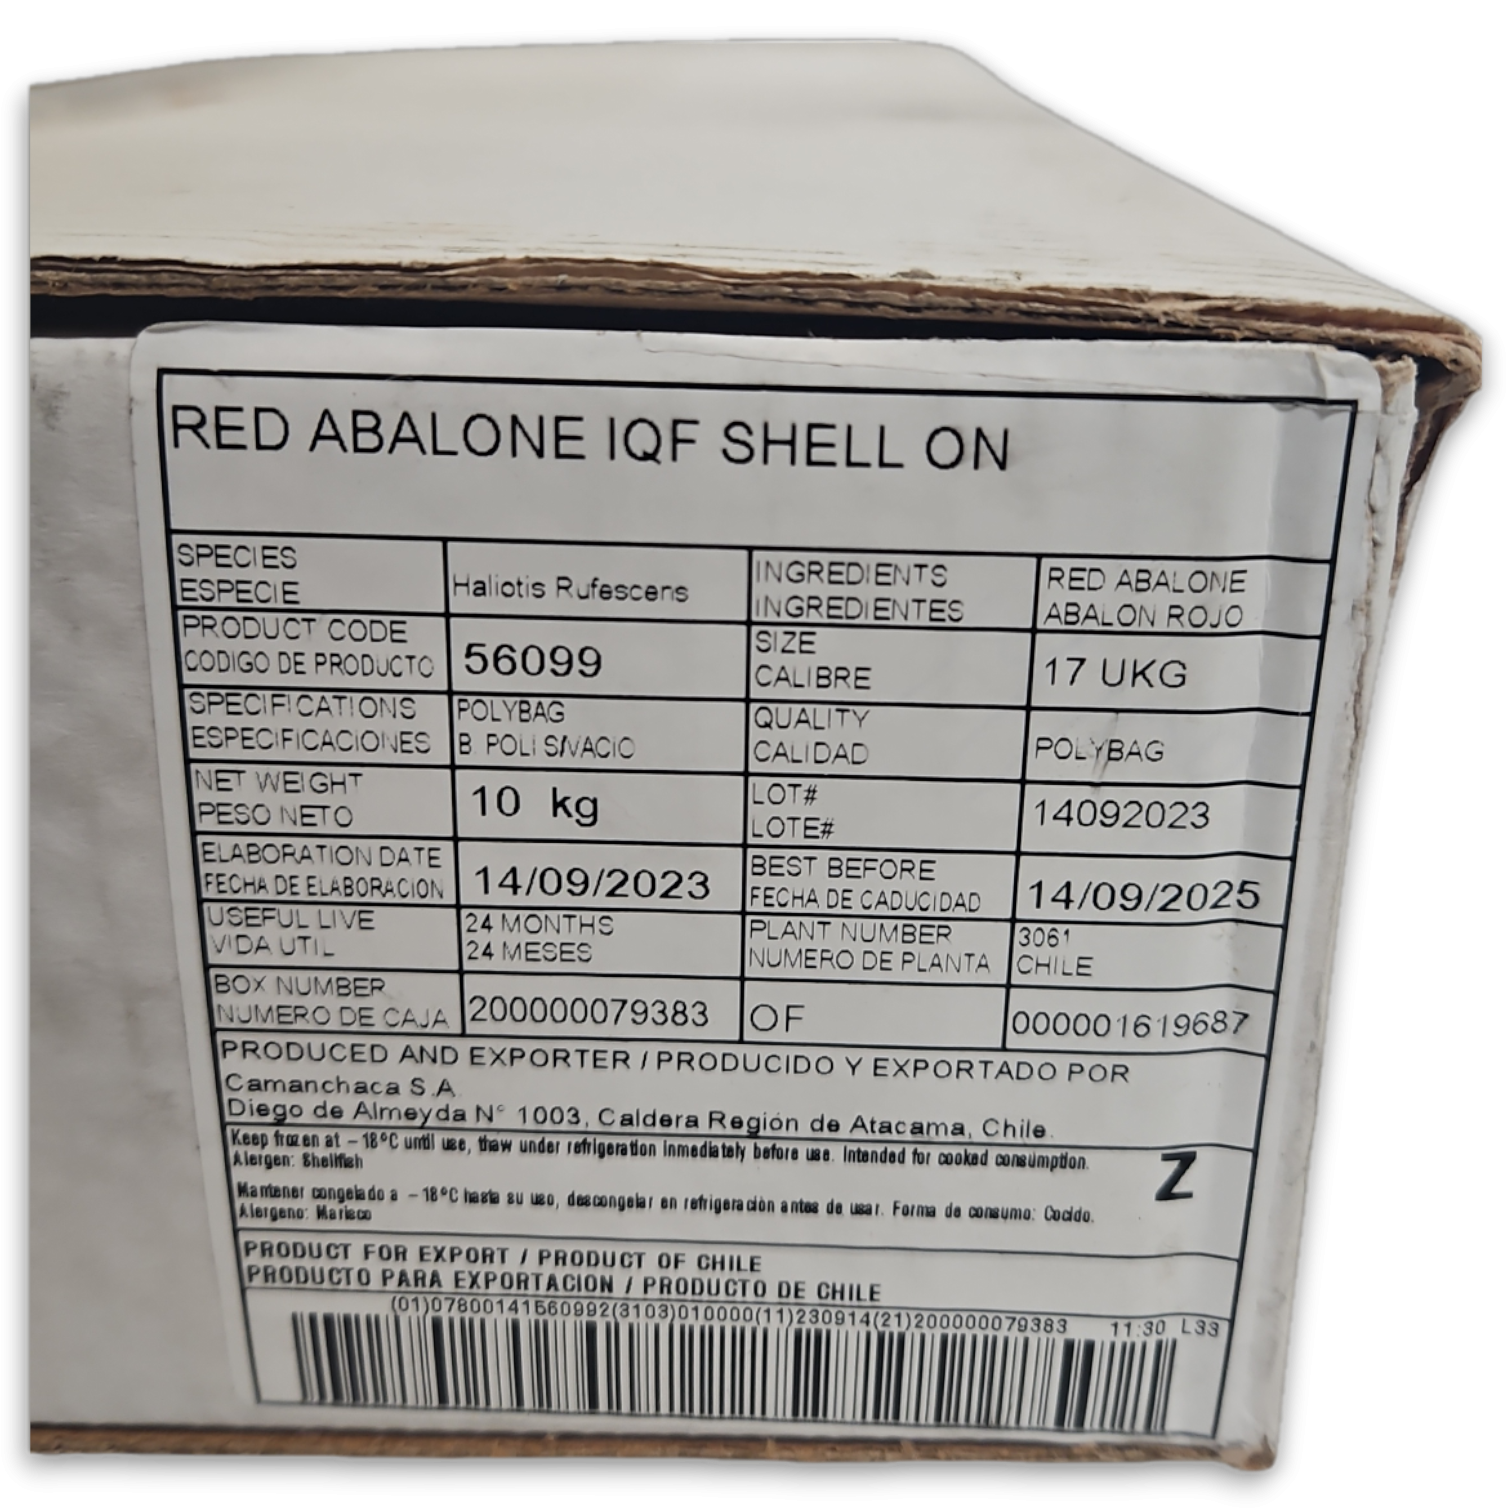 RED ABALONE IQF SHELL ON
SPECIES
ESPECIE
Haliotis Rufescens
INGREDIENTS
INGREDIENTES
RED ABALONE
ABALON ROJO
PRODUCT CODE
CODIGO DE PRODUCTO
56099
SIZE
CALIBRE
17 UKG
SPECIFICATIONS
ESPECIFICACIONES
POLYBAG
B. POLI S/VACIO
QUALITY
CALIDAD
POLYBAG
NET WEIGHT
PESO NETO
10 kg
LOT#
LOTE#
14092023
ELABORATION DATE
FECHA DE ELABORACION
14/09/2023
BEST BEFORE
FECHA DE CADUCIDAD
14/09/2025
USEFUL LIVE
VIDA UTIL
24 MONTHS
24 MESES
PLANT NUMBER
NUMERO DE PLANTA
3061
CHILE
BOX NUMBER
NUMERO DE CAJA
200000079383
OF
000001619687
PRODUCED AND EXPORTER / PRODUCIDO Y EXPORTADO POR
Camanchaca S.A.
Diego de Almeyda N° 1003, Caldera Región de Atacama, Chile.
Keep frozen at -18°C until use, thaw under refrigeration inmediately before use. Intended for cooked consumption.
Alergen: Shellfish
Z
Mantener congelado a -18°C hasta su uso, descongelar en refrigeraciòn antes de usar. Forma de consumo: Cocido.
Alergeno: Marisco
PRODUCT FOR EXPORT / PRODUCT OF CHILE
PRODUCTO PARA EXPORTACION / PRODUCTO DE CHILE
(01)07800141560992(3103)010000(11)230914(21)200000079383 11:30 L33